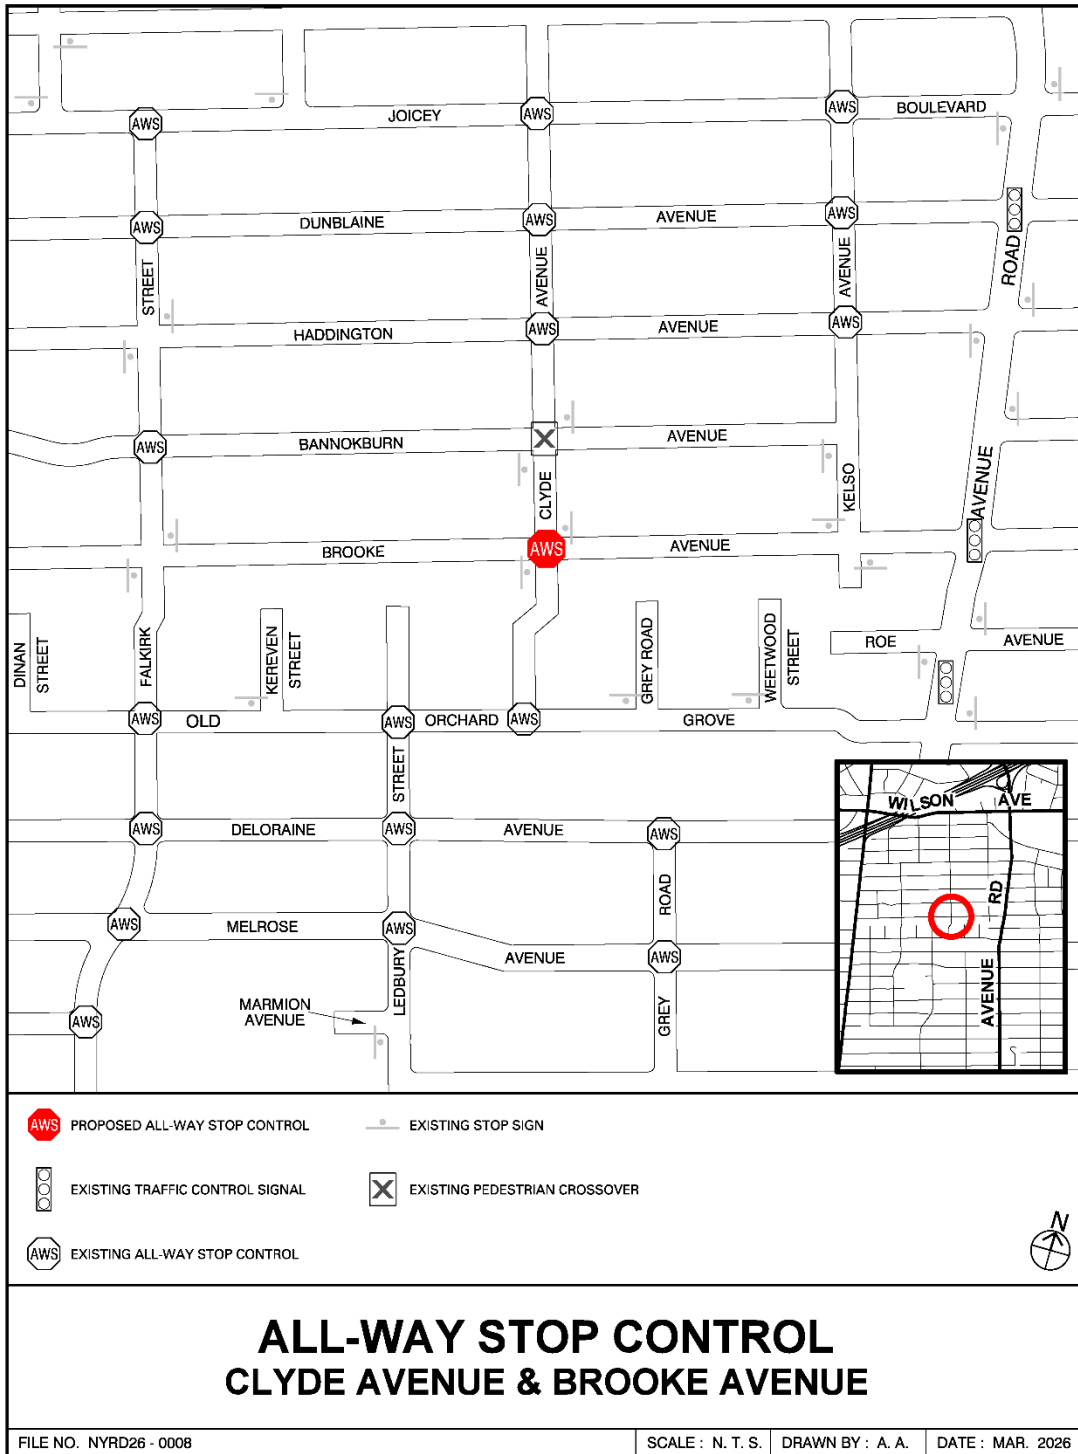 AWS
JOICEY
AWS
AWS
BOULEVARD
AWS
DUNBLAINE
AWS
AVENUE
AWS
STREET
AVENUE
AVENUE
ROAD
HADDINGTON
AWS
AVENUE
AWS
AWS
BANNOKBURN
AVENUE
CLYDE
KELSO
AVENUE
BROOKE
AWS
AVENUE
DINAN
STREET
FALKIRK
KEREVEN
STREET
GREY ROAD
WEETWOOD
STREET
ROE
AVENUE
AWS
OLD
AWS
ORCHARD
AWS
GROVE
STREET
AWS
DELORAINE
AWS
AVENUE
AWS
ROAD
AWS
MELROSE
AWS
AVENUE
AWS
LEDBURY
GREY
MARMION
AVENUE
AWS
WILSON AVE
RD
AVENUE
AWS PROPOSED ALL-WAY STOP CONTROL
EXISTING STOP SIGN
EXISTING TRAFFIC CONTROL SIGNAL
EXISTING PEDESTRIAN CROSSOVER
AWS EXISTING ALL-WAY STOP CONTROL
N
ALL-WAY STOP CONTROL
CLYDE AVENUE & BROOKE AVENUE
FILE NO. NYRD26 - 0008
SCALE : N. T. S.
DRAWN BY : A. A.
DATE : MAR. 2026